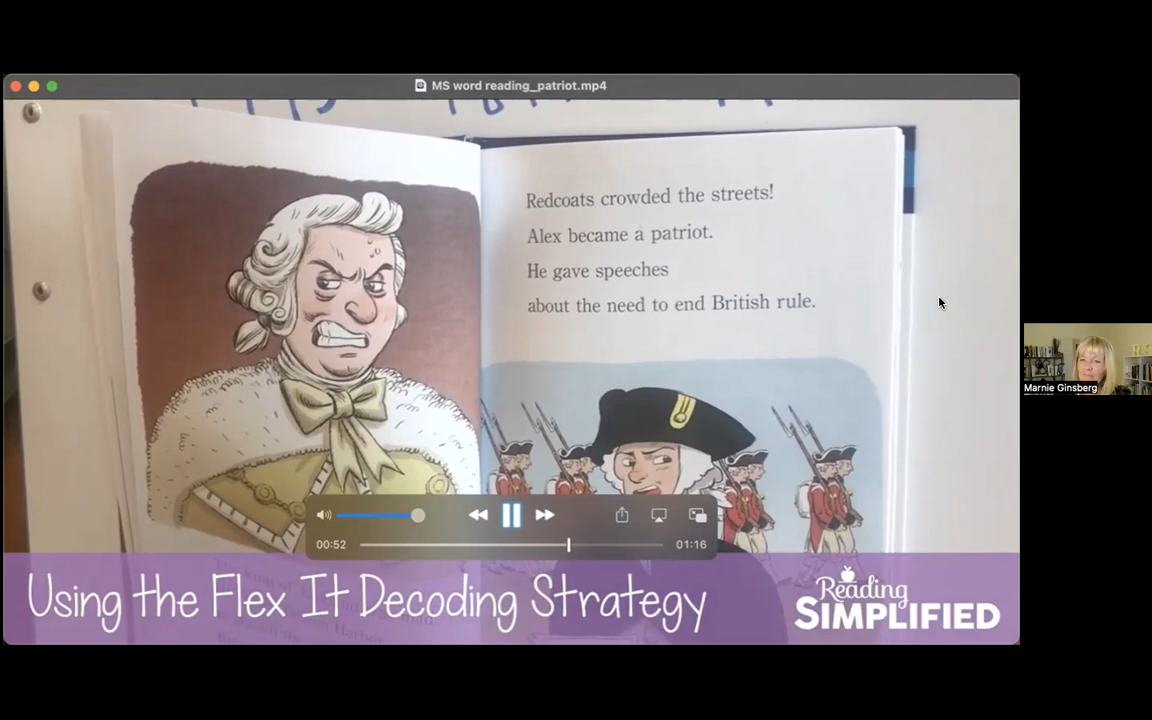 MS word reading_patriot.mp4
Redcoats crowded the streets!
Alex became a patriot.
He gave speeches
about the need to end British rule.
00:52
01:16
Using the Flex It Decoding Strategy
Reading
SIMPLIFIED
Marnie Ginsberg